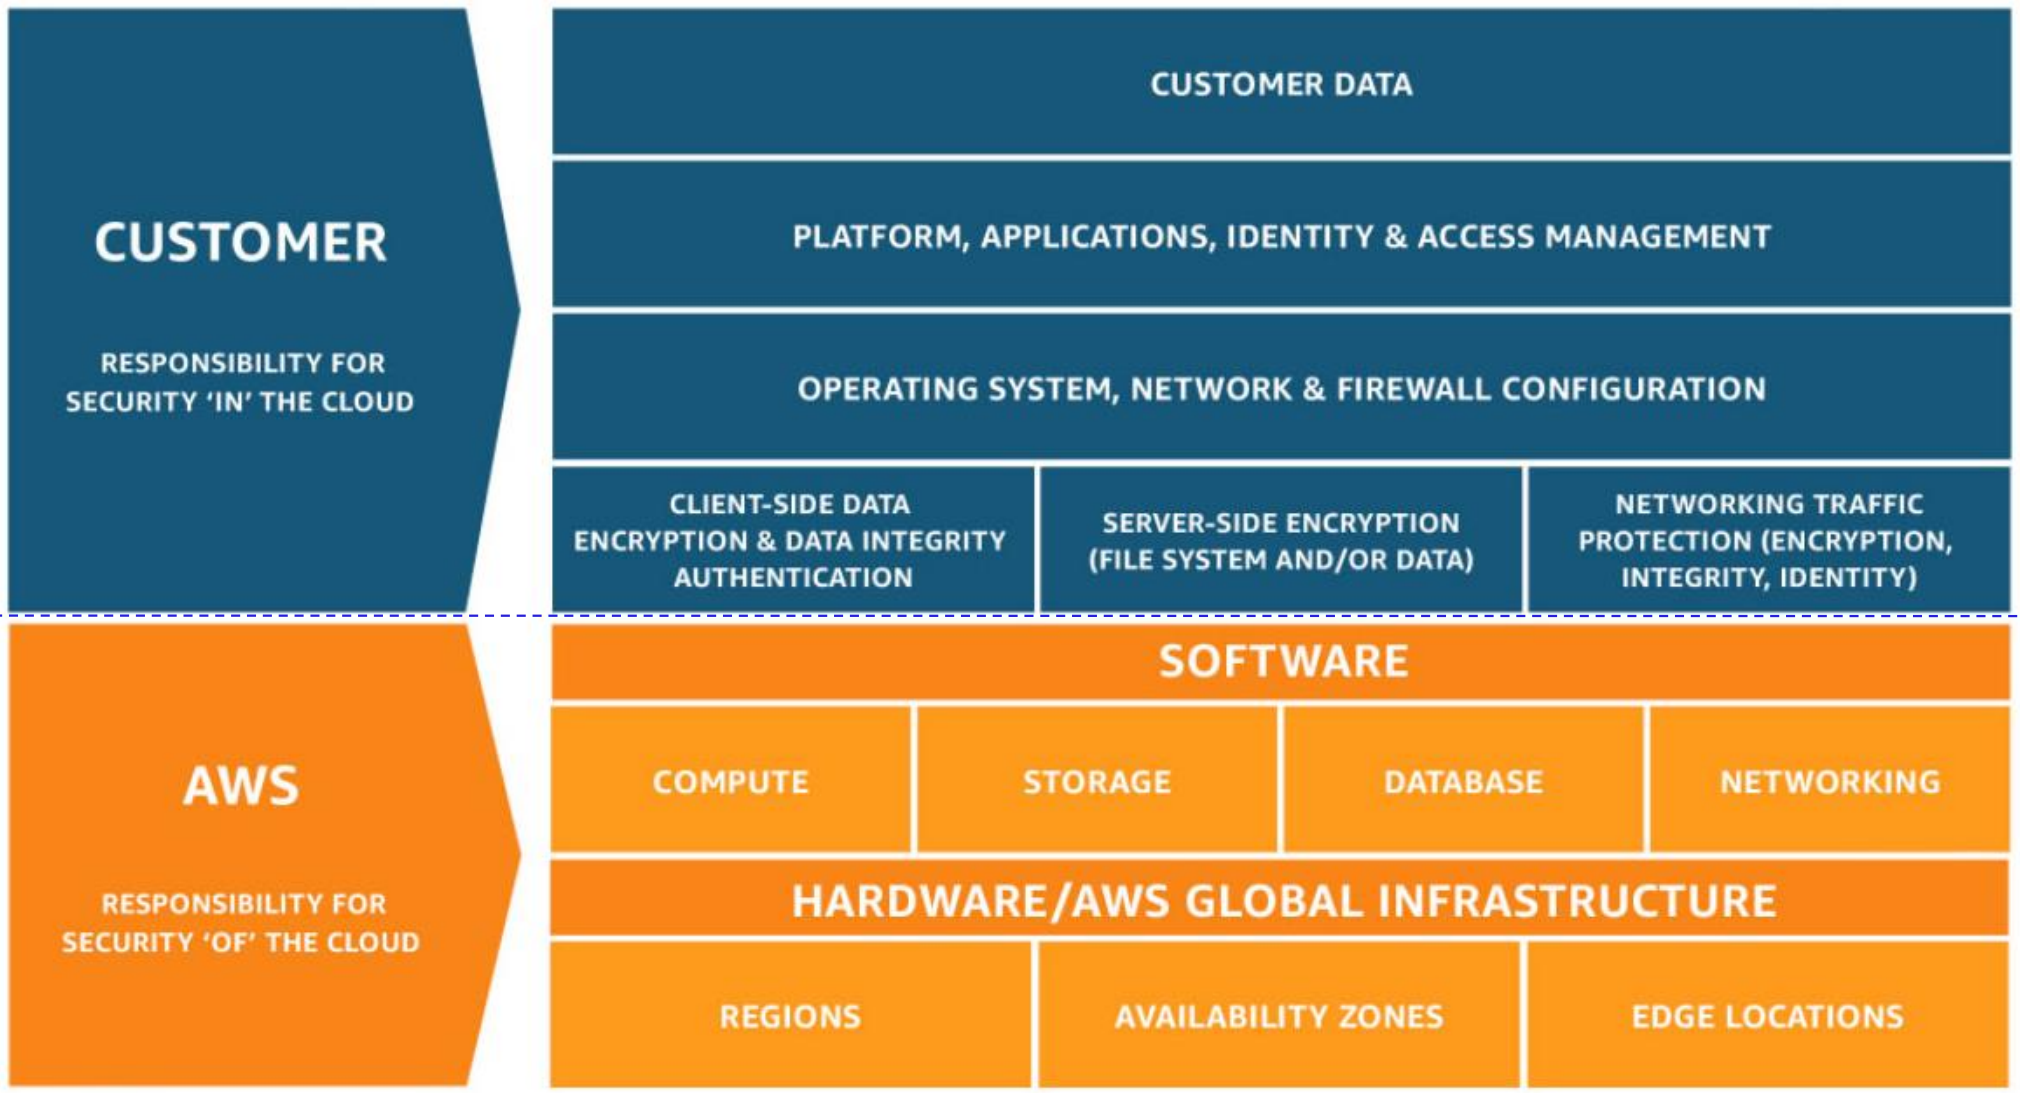 CUSTOMER
RESPONSIBILITY FOR
SECURITY ‘IN’ THE CLOUD
CUSTOMER DATA
PLATFORM, APPLICATIONS, IDENTITY & ACCESS MANAGEMENT
OPERATING SYSTEM, NETWORK & FIREWALL CONFIGURATION
CLIENT-SIDE DATA
ENCRYPTION & DATA INTEGRITY
AUTHENTICATION
SERVER-SIDE ENCRYPTION
(FILE SYSTEM AND/OR DATA)
NETWORKING TRAFFIC
PROTECTION (ENCRYPTION,
INTEGRITY, IDENTITY)
AWS
RESPONSIBILITY FOR
SECURITY ‘OF’ THE CLOUD
SOFTWARE
COMPUTE
STORAGE
DATABASE
NETWORKING
HARDWARE/AWS GLOBAL INFRASTRUCTURE
REGIONS
AVAILABILITY ZONES
EDGE LOCATIONS